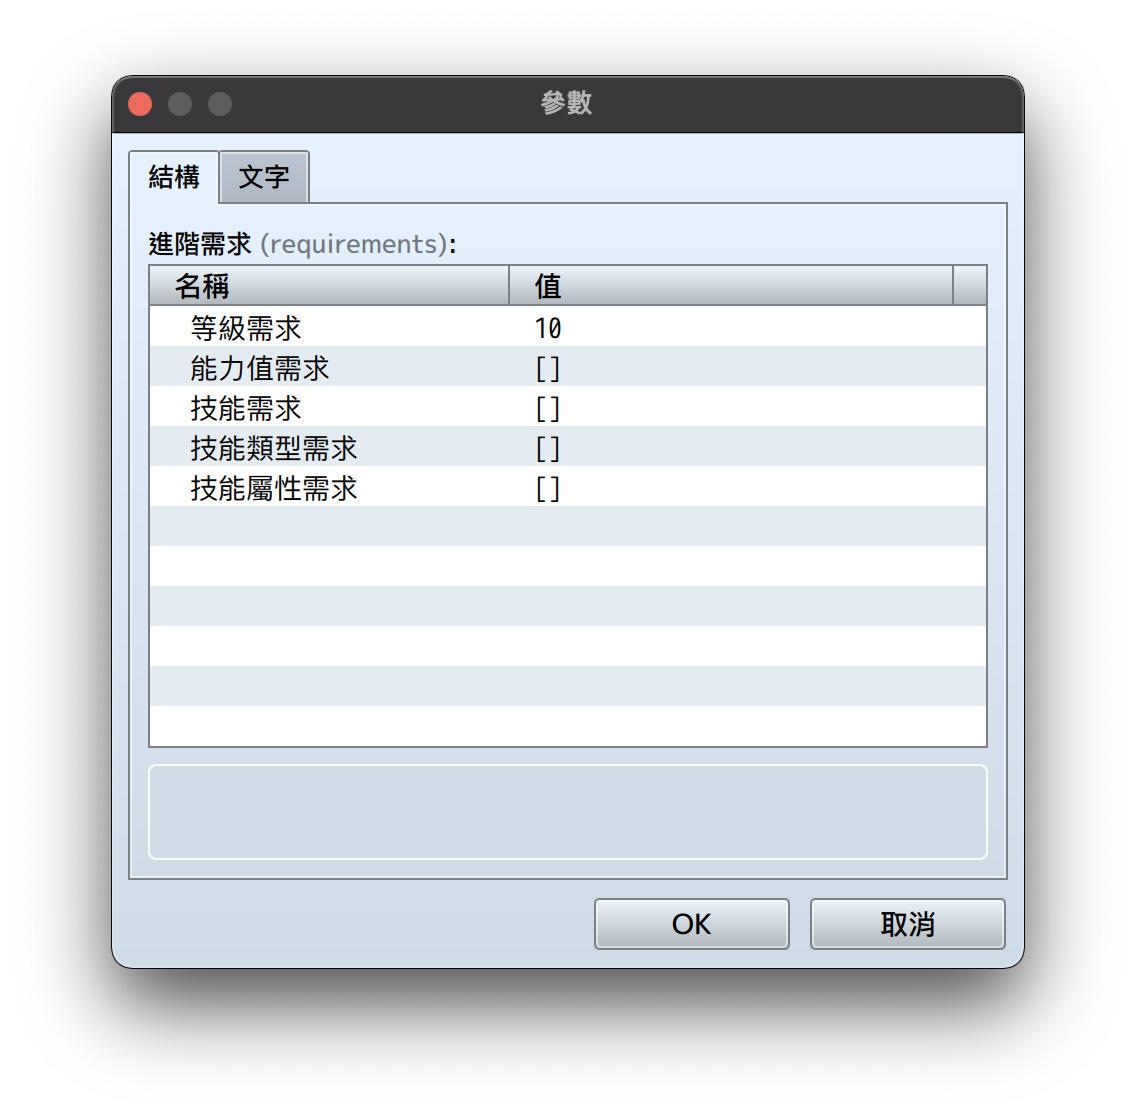 參數
結構 文字
進階需求 (requirements):
名稱 值
等級需求 10
能力值需求 []
技能需求 []
技能類型需求 []
技能屬性需求 []
OK 取消